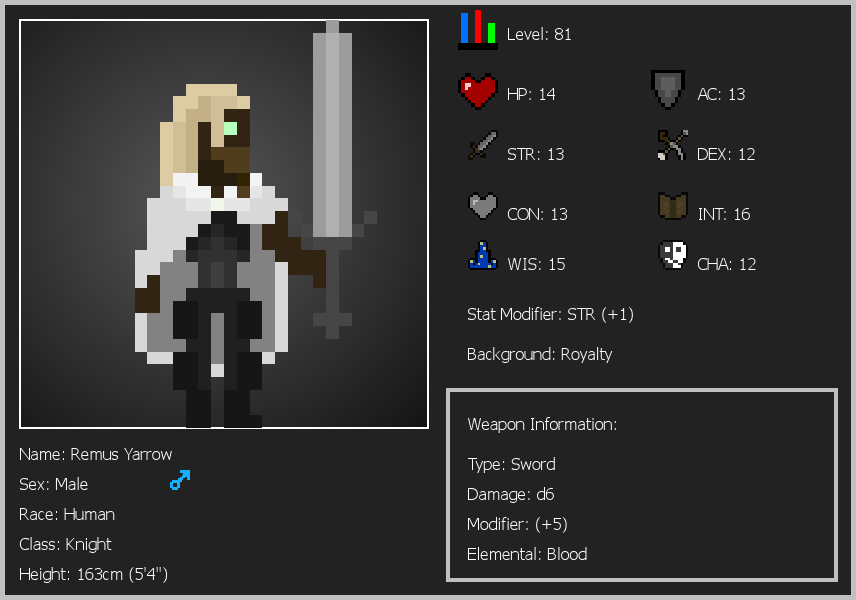 Level: 81
HP: 14
AC: 13
STR: 13
DEX: 12
CON: 13
INT: 16
WIS: 15
CHA: 12
Stat Modifier: STR (+1)
Background: Royalty
Weapon Information:
Type: Sword
Damage: d6
Modifier: (+5)
Elemental: Blood
Name: Remus Yarrow
Sex: Male
Race: Human
Class: Knight
Height: 163cm (5'4")